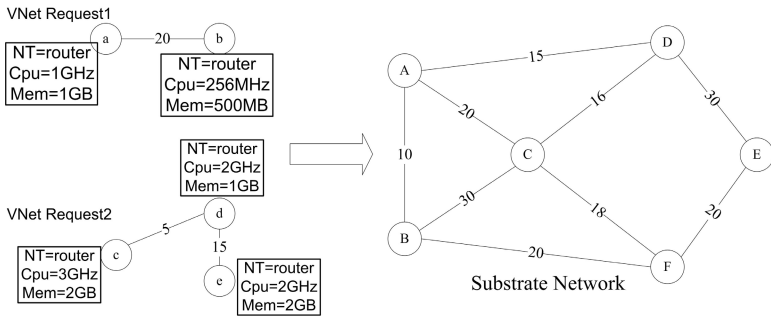 VNet Request1
a
20
b
NT=router
Cpu=1GHz
Mem=1GB
NT=router
Cpu=256MHz
Mem=500MB
VNet Request2
NT=router
Cpu=2GHz
Mem=1GB
d
5
15
c
NT=router
Cpu=3GHz
Mem=2GB
e
NT=router
Cpu=2GHz
Mem=2GB
A
15
D
20
16
30
10
C
E
30
18
20
B
20
F
Substrate Network